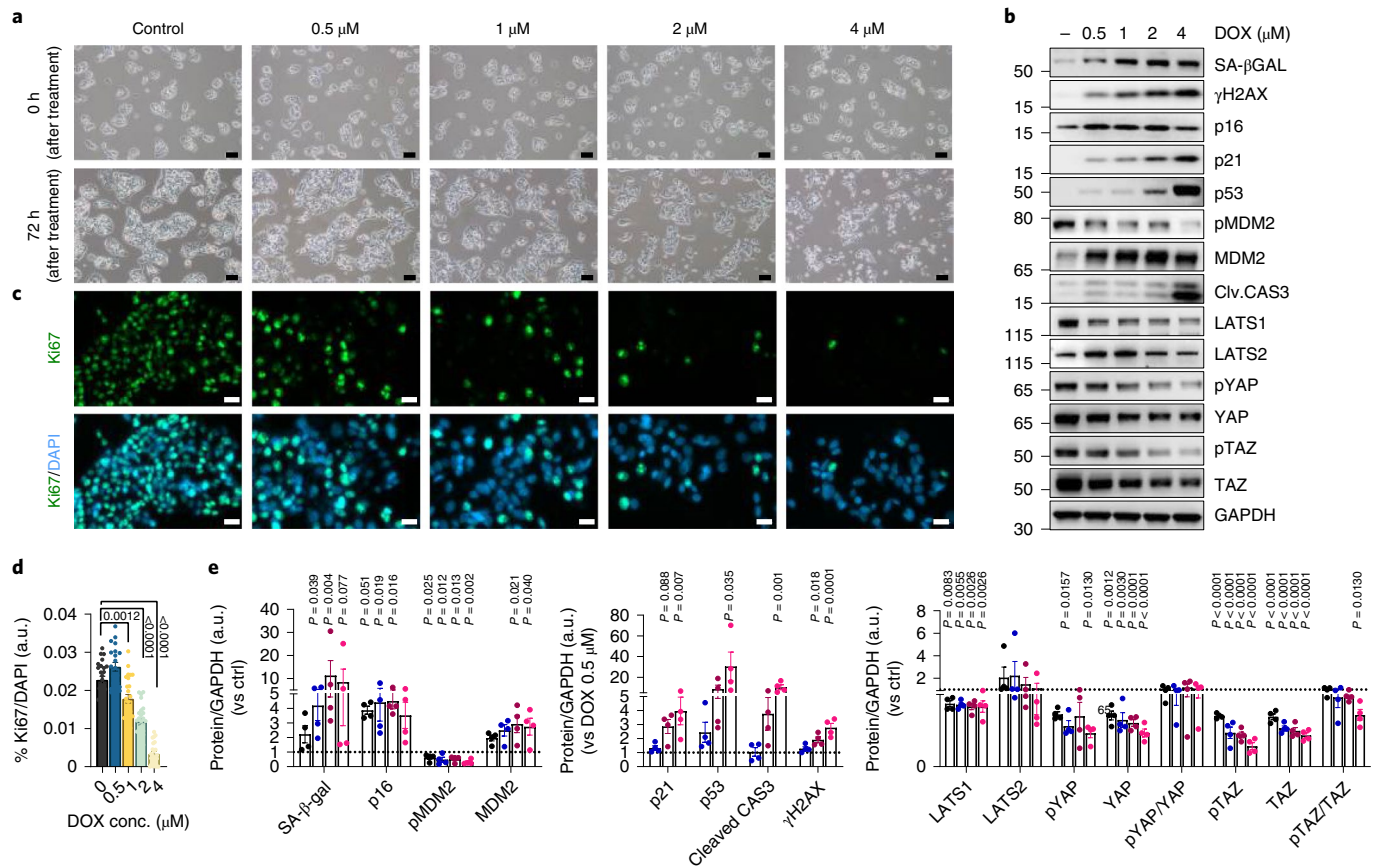 a
Control
0.5 μM
1 μM
2 μM
4 μM
0 h
(after treatment)
72 h
(after treatment)
c
Ki67
Ki67/DAPI
b
– 0.5 1 2 4 DOX (μM)
50 SA-βGAL
15 γH2AX
15 p16
15 p21
50 p53
80 pMDM2
65 MDM2
15 Clv.CAS3
115 LATS1
115 LATS2
65 pYAP
65 YAP
50 pTAZ
50 TAZ
30 GAPDH
d
% Ki67/DAPI (a.u.)
0.04
0.03
0.02
0.01
0
0.0012
<0.0001
<0.0001
0
0.5
1
2
4
DOX conc. (μM)
e
Protein/GAPDH (a.u.)
(vs ctrl)
40
30
20
10
5
4
3
2
1
0
P = 0.039
P = 0.004
P = 0.077
P = 0.051
P = 0.019
P = 0.016
P = 0.025
P = 0.012
P = 0.013
P = 0.002
P = 0.021
P = 0.040
SA-β-gal
p16
pMDM2
MDM2
Protein/GAPDH (a.u.)
(vs DOX 0.5 μM)
80
60
40
20
5
4
3
2
1
0
P = 0.088
P = 0.007
P = 0.035
P = 0.001
P = 0.018
P = 0.0001
p21
p53
Cleaved CAS3
γH2AX
Protein/GAPDH (a.u.)
(vs ctrl)
8
6
4
2
1
0
P = 0.0083
P = 0.0055
P = 0.0026
P = 0.0026
P = 0.0157
P = 0.0130
P = 0.0012
P = 0.0030
P = 0.0001
P < 0.0001
P < 0.0001
P < 0.0001
P < 0.0001
P < 0.0001
P < 0.0001
P < 0.0001
P < 0.0001
P < 0.0001
P = 0.0130
65
LATS1
LATS2
pYAP
YAP
pYAP/YAP
pTAZ
TAZ
pTAZ/TAZ